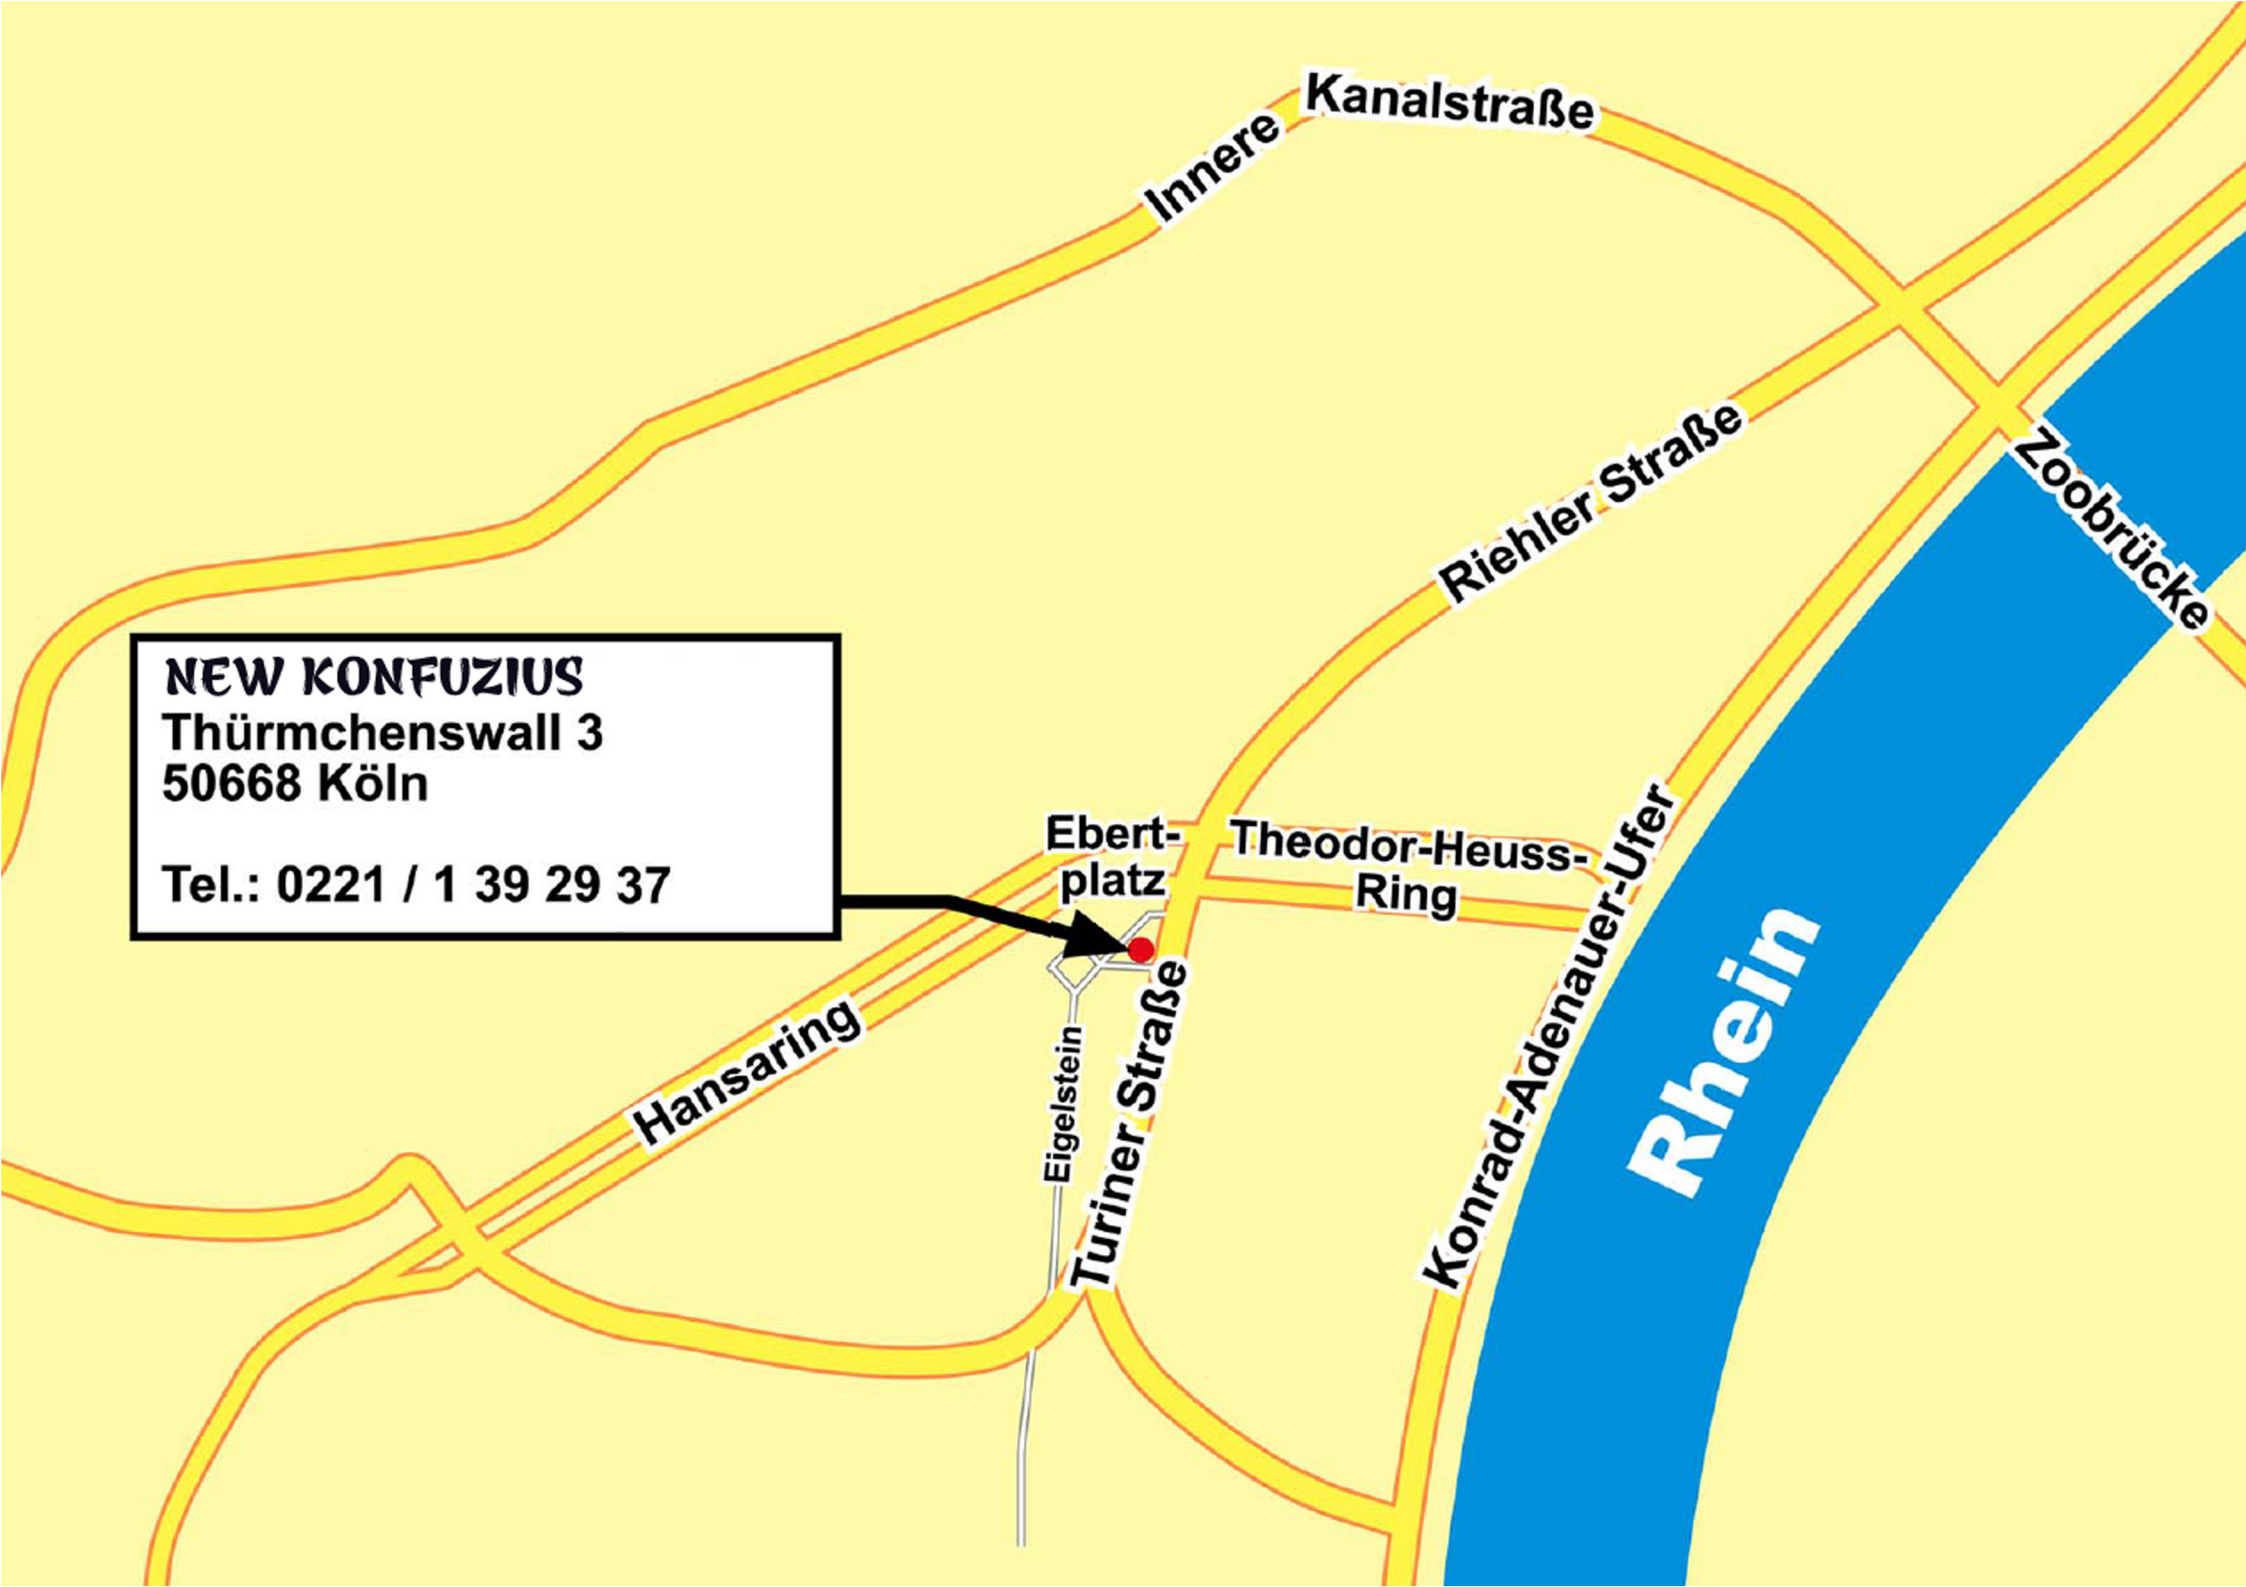 Innere Kanalstraße
Riehler Straße
Zoobrücke
NEW KONFUZIUS
Thürmchenswall 3
50668 Köln
Tel.: 0221 / 1 39 29 37
Ebert-
platz
Theodor-Heuss-
Ring
Konrad-Adenauer-Ufer
Rhein
Hansaring
Eigelstein
Turiner Straße